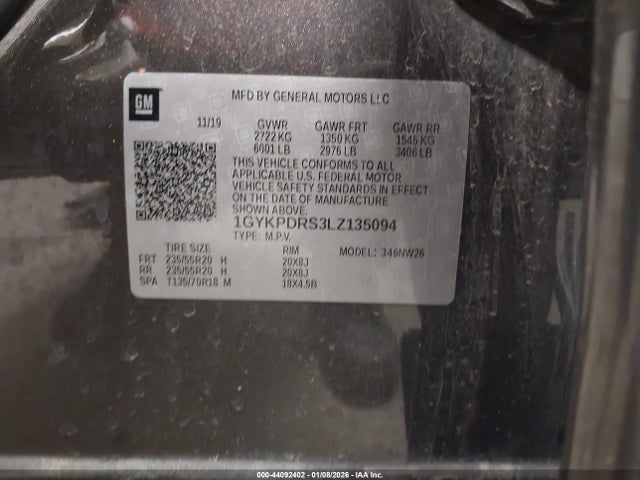 GM
MFD BY GENERAL MOTORS LLC
11/19 GVWR GAWR FRT GAWR RR
2722 KG 1350 KG 1545 KG
6001 LB 2976 LB 3406 LB
THIS VEHICLE CONFORMS TO ALL
APPLICABLE U.S. FEDERAL MOTOR
VEHICLE SAFETY STANDARDS IN EFFECT
ON THE DATE OF MANUFACTURE
SHOWN ABOVE.
1GYKPDRS3LZ135094
TYPE: M.P.V. MODEL: 346NW26
TIRE SIZE RIM
FRT 235/55R20 H 20X8J
RR 235/55R20 H 20X8J
SPA T135/70R18 M 18X4.5B
000-44092402 - 01/08/2026 - IAA Inc.